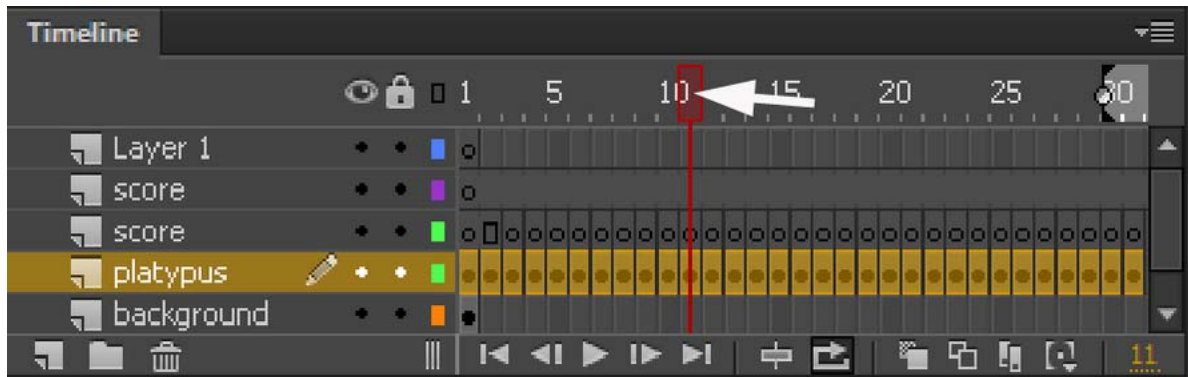 Timeline
1 5 10 15 20 25 30
Layer 1
score
score
platypus
background
11